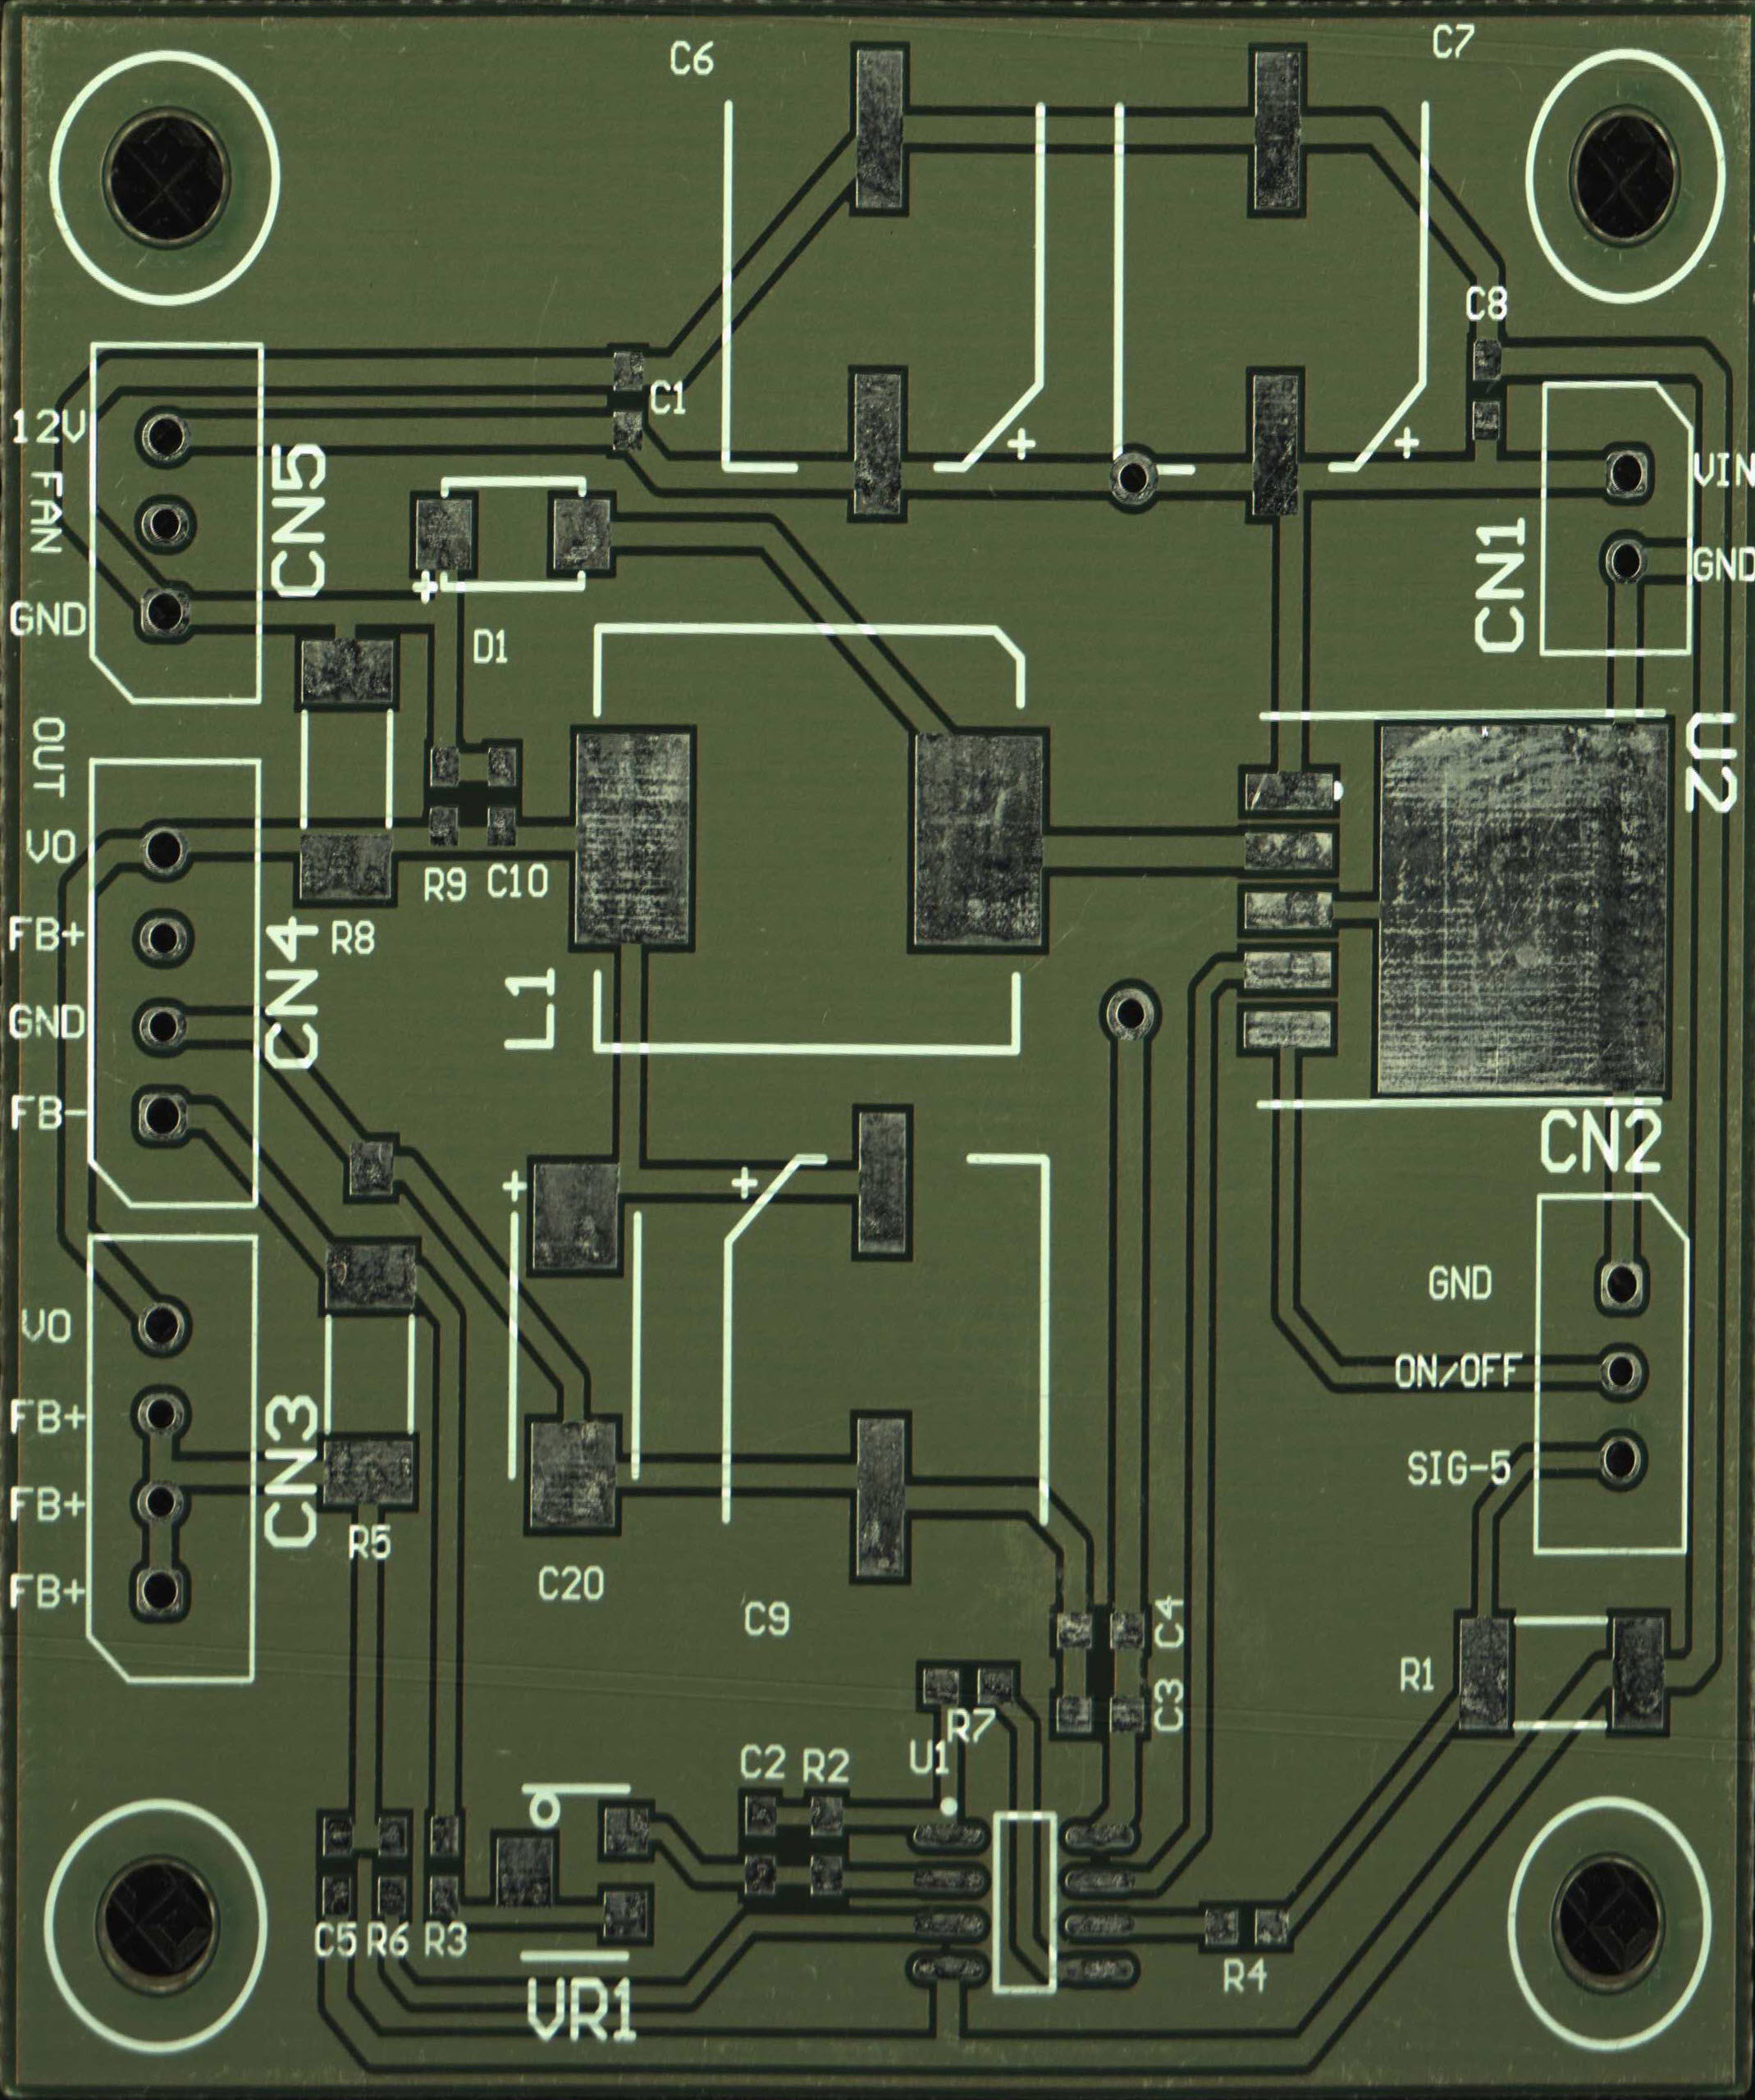 C6
C7
C8
C1
12V
FAN
GND
CN5
VIN
GND
CN1
D1
U2
OUT
VO
FB+
GND
FB-
CN4
R9
C10
R8
L1
CN2
GND
ON/OFF
SIG-5
VO
FB+
FB+
FB+
CN3
R5
C20
C9
C4
C3
R1
R7
U1
C2
R2
C5
R6
R3
VR1
R4